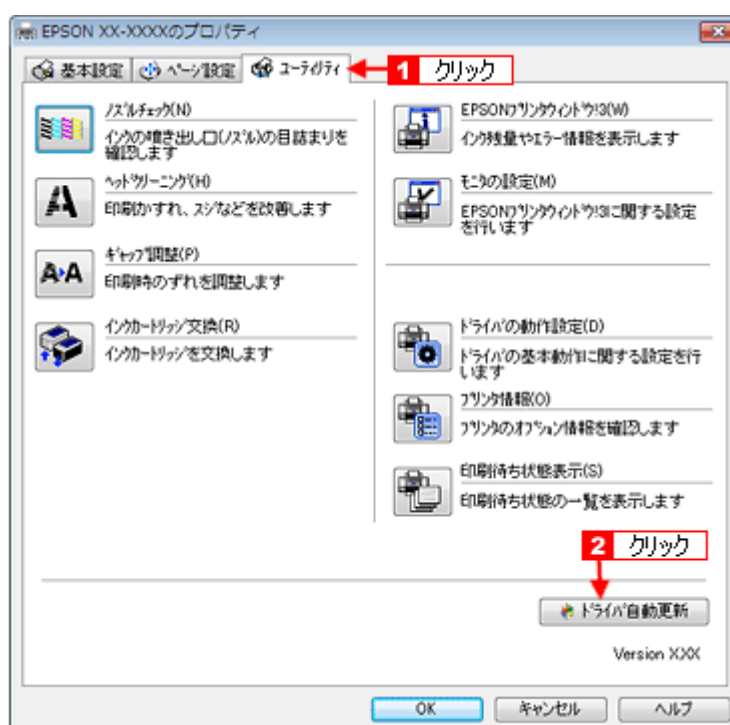 EPSON XX-XXXXのプロパティ
基本設定 ページ設定 ユーティリティ 1 クリック
ノズルチェック(N)
インクの噴き出し口(ノズル)の目詰まりを
確認します
ヘッドクリーニング(H)
印刷かすれ、スジなどを改善します
ギャップ調整(P)
印刷時のずれを調整します
インクカートリッジ交換(R)
インクカートリッジを交換します
EPSONプリンタウィンドウ!3(W)
インク残量やエラー情報を表示します
モニタの設定(M)
EPSONプリンタウィンドウ!3に関する設定
を行います
ドライバの動作設定(D)
ドライバの基本動作に関する設定を行
います
プリンタ情報(O)
プリンタのオプション情報を確認します
印刷待ち状態表示(S)
印刷待ち状態の一覧を表示します
2 クリック
ドライバ自動更新
Version X.XX
OK キャンセル ヘルプ